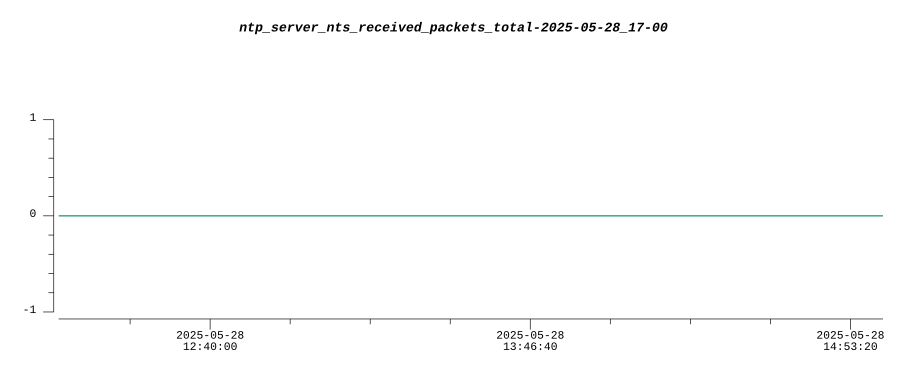 ntp_server_nts_received_packets_total-2025-05-28_17-00
1
0
-1
2025-05-28 2025-05-28 2025-05-28
12:40:00 13:46:40 14:53:20